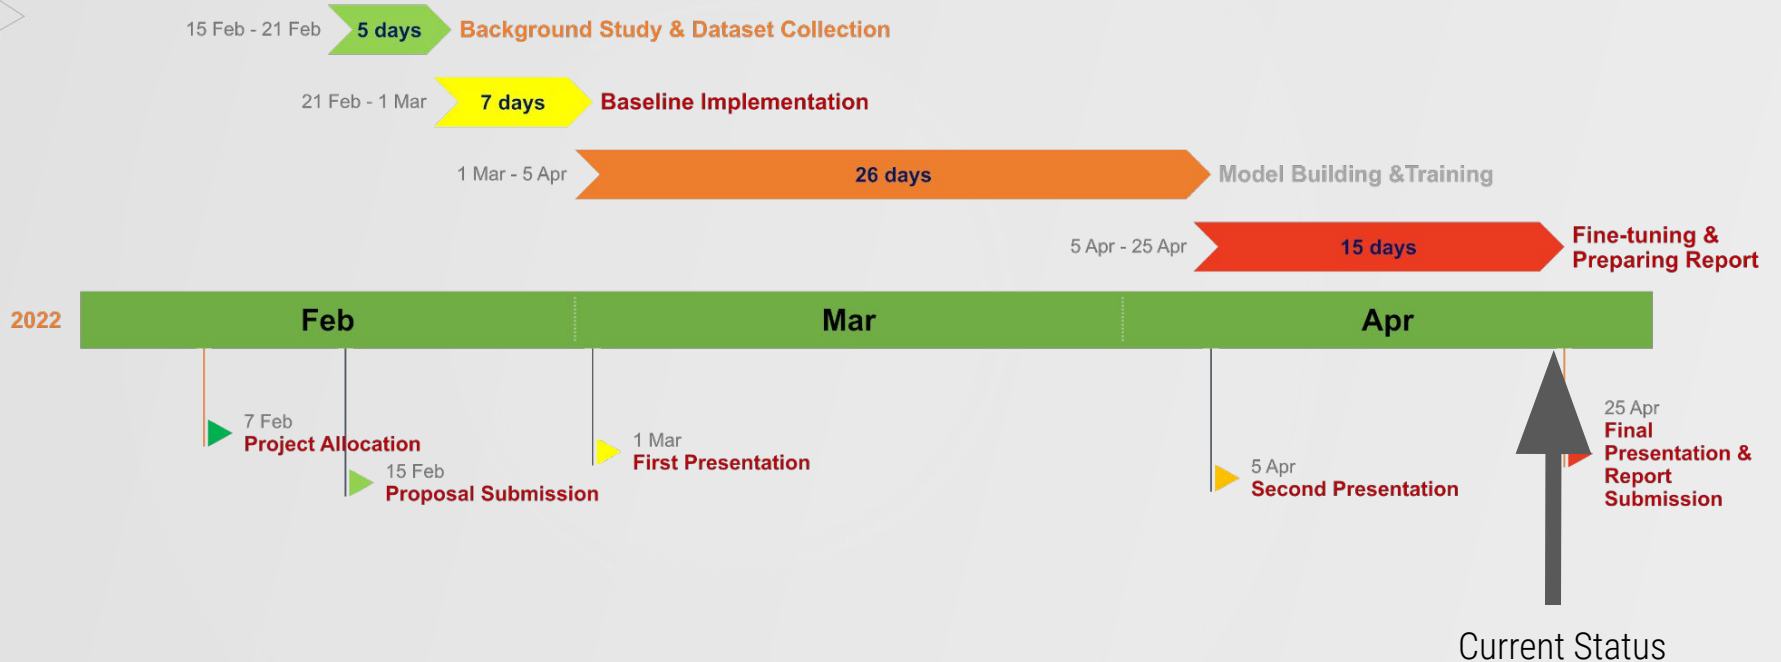 15 Feb - 21 Feb 5 days Background Study & Dataset Collection
21 Feb - 1 Mar 7 days Baseline Implementation
1 Mar - 5 Apr 26 days Model Building &Training
5 Apr - 25 Apr 15 days Fine-tuning &
Preparing Report
2022 Feb Mar Apr
7 Feb
Project Allocation
15 Feb
Proposal Submission
1 Mar
First Presentation
5 Apr
Second Presentation
25 Apr
Final
Presentation &
Report
Submission
Current Status